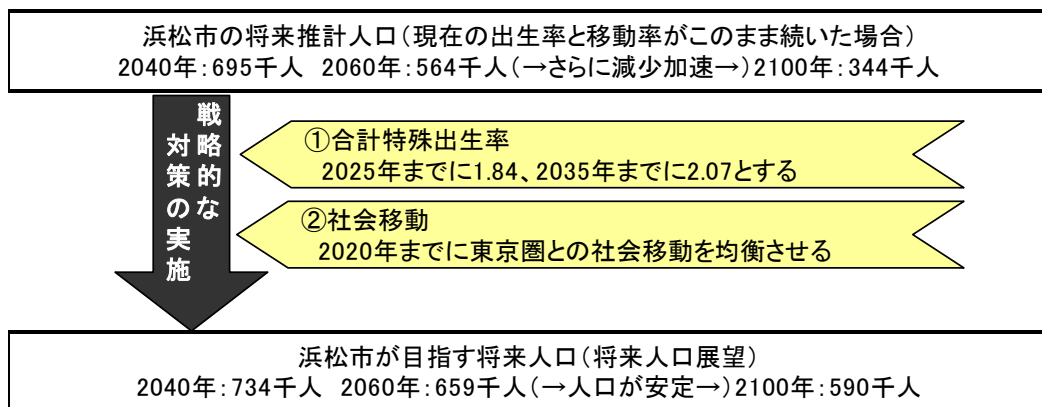 浜松市の将来推計人口(現在の出生率と移動率がこのまま続いた場合)
2040年:695千人 2060年:564千人(→さらに減少加速→)2100年:344千人
戦略的な
対策の実施
①合計特殊出生率
2025年までに1.84、2035年までに2.07とする
②社会移動
2020年までに東京圏との社会移動を均衡させる
浜松市が目指す将来人口(将来人口展望)
2040年:734千人 2060年:659千人(→人口が安定→)2100年:590千人